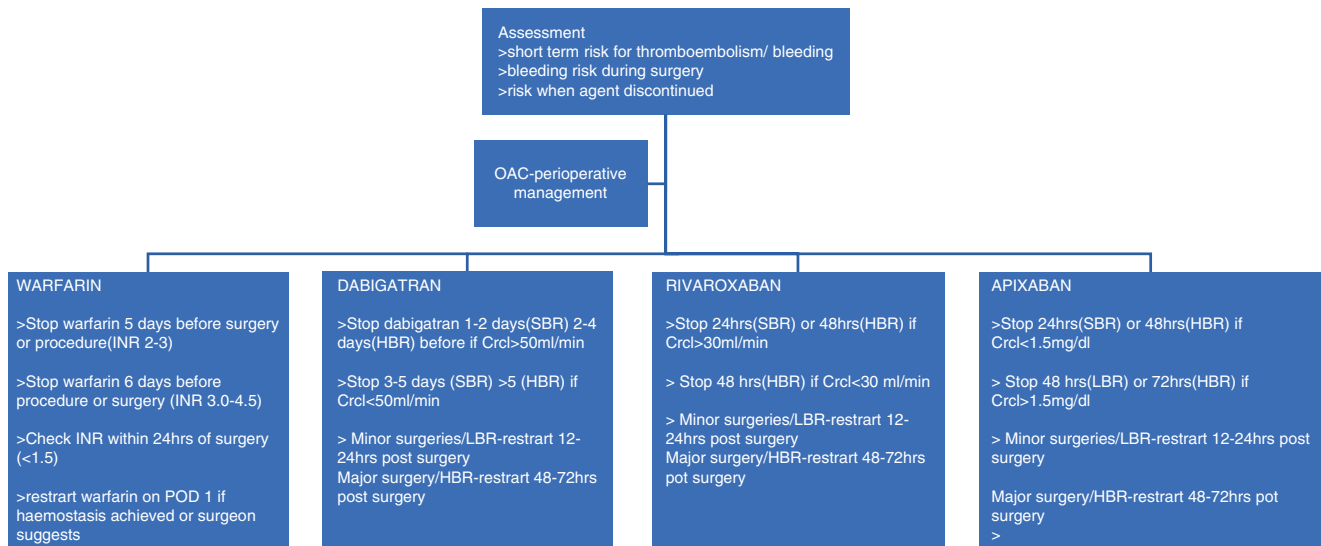 Assessment
>short term risk for thromboembolism/ bleeding
>bleeding risk during surgery
>risk when agent discontinued
OAC-perioperative
management
WARFARIN
>Stop warfarin 5 days before surgery
or procedure(INR 2-3)
>Stop warfarin 6 days before
procedure or surgery (INR 3.0-4.5)
>Check INR within 24hrs of surgery
(<1.5)
>restrart warfarin on POD 1 if
haemostasis achieved or surgeon
suggests
DABIGATRAN
>Stop dabigatran 1-2 days(SBR) 2-4
days(HBR) before if Crcl>50ml/min
>Stop 3-5 days (SBR) >5 (HBR) if
Crcl<50ml/min
> Minor surgeries/LBR-restrart 12-
24hrs post surgery
Major surgery/HBR-restrart 48-72hrs
post surgery
RIVAROXABAN
>Stop 24hrs(SBR) or 48hrs(HBR) if
Crcl>30ml/min
> Stop 48 hrs(HBR) if Crcl<30 ml/min
> Minor surgeries/LBR-restrart 12-
24hrs post surgery
Major surgery/HBR-restrart 48-72hrs
pot surgery
APIXABAN
>Stop 24hrs(SBR) or 48hrs(HBR) if
Crcl<1.5mg/dl
> Stop 48 hrs(LBR) or 72hrs(HBR) if
Crcl>1.5mg/dl
> Minor surgeries/LBR-restrart 12-24hrs post
surgery
Major surgery/HBR-restrart 48-72hrs pot
surgery
>